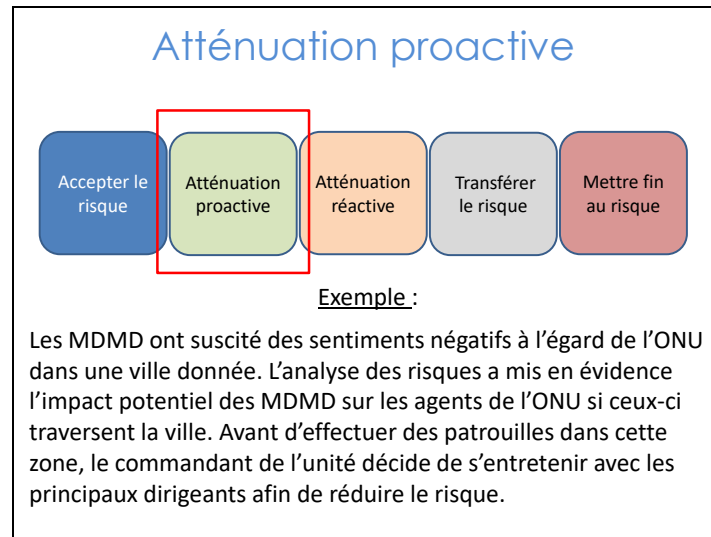 Atténuation proactive
Accepter le
risque
Atténuation
proactive
Atténuation
réactive
Transférer
le risque
Mettre fin
au risque
Exemple :
Les MDMD ont suscité des sentiments négatifs à l’égard de l’ONU
dans une ville donnée. L’analyse des risques a mis en évidence
l’impact potentiel des MDMD sur les agents de l’ONU si ceux-ci
traversent la ville. Avant d’effectuer des patrouilles dans cette
zone, le commandant de l’unité décide de s’entretenir avec les
principaux dirigeants afin de réduire le risque.